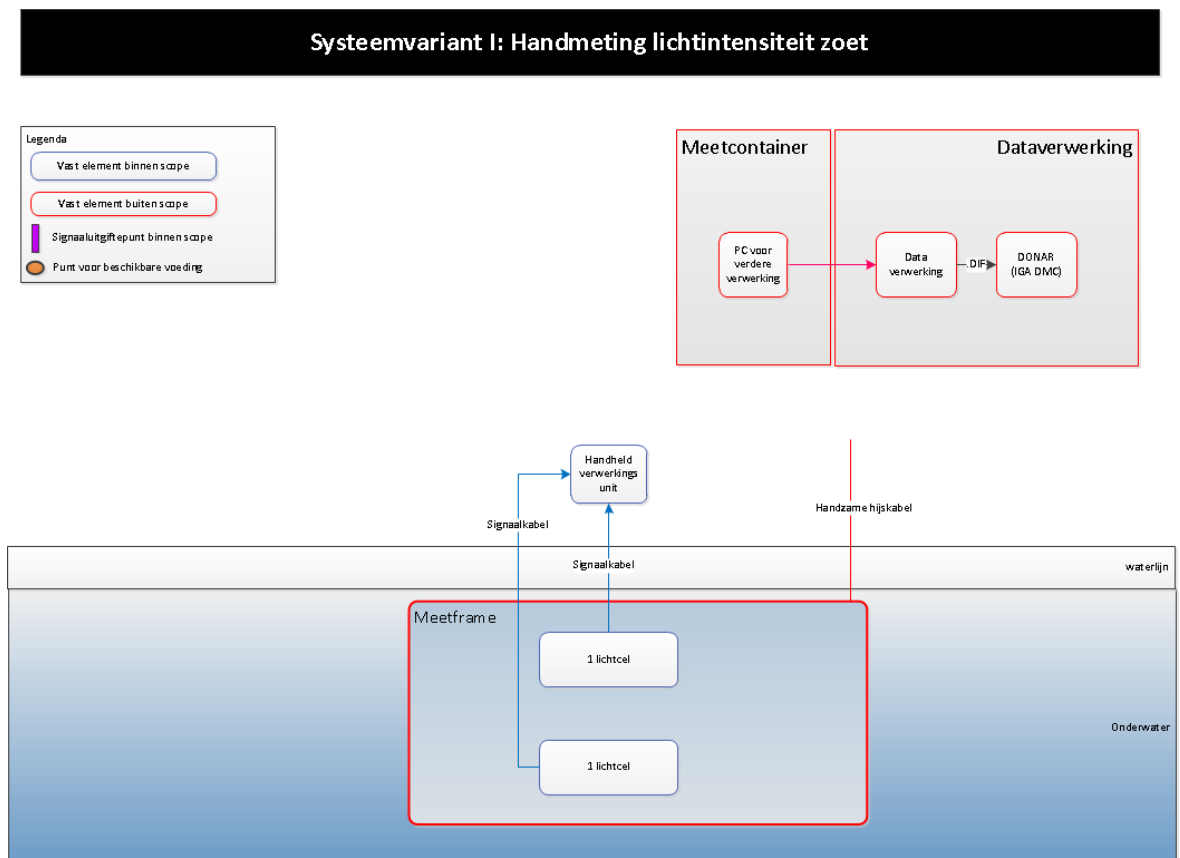 Systeemvariant I: Handmeting lichtintensiteit zoet
Legenda
Vast element binnen scope
Vast element buiten scope
Signaaluitgiftepunt binnen scope
Punt voor beschikbare voeding
Meetcontainer
Dataverwerking
PC voor
verdere
verwerking
Data
verwerking
.DIF
DONAR
(IGA DMC)
Handheld
verwerkings
unit
Signaalkabel
Handzame hijskabel
Signaalkabel
waterlijn
Meetframe
1 lichtcel
Onderwater
1 lichtcel